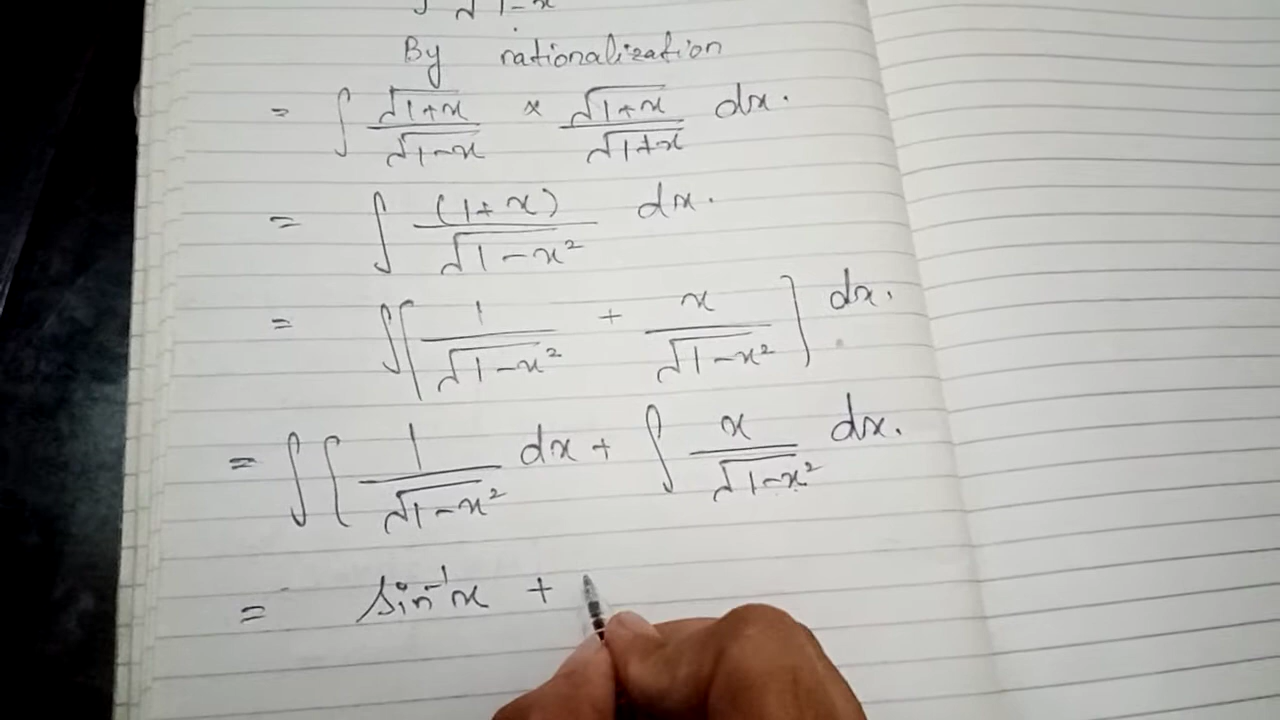 ∫ √1-x
By rationalization
= ∫ √1+x / √1-x × √1+x / √1+x dx.
= ∫ (1+x) / √1-x² dx.
= ∫[ 1 / √1-x² + x / √1-x² ] dx.
= ∫[ 1 / √1-x² dx + ∫ x / √1-x² dx.
= sin⁻¹x +